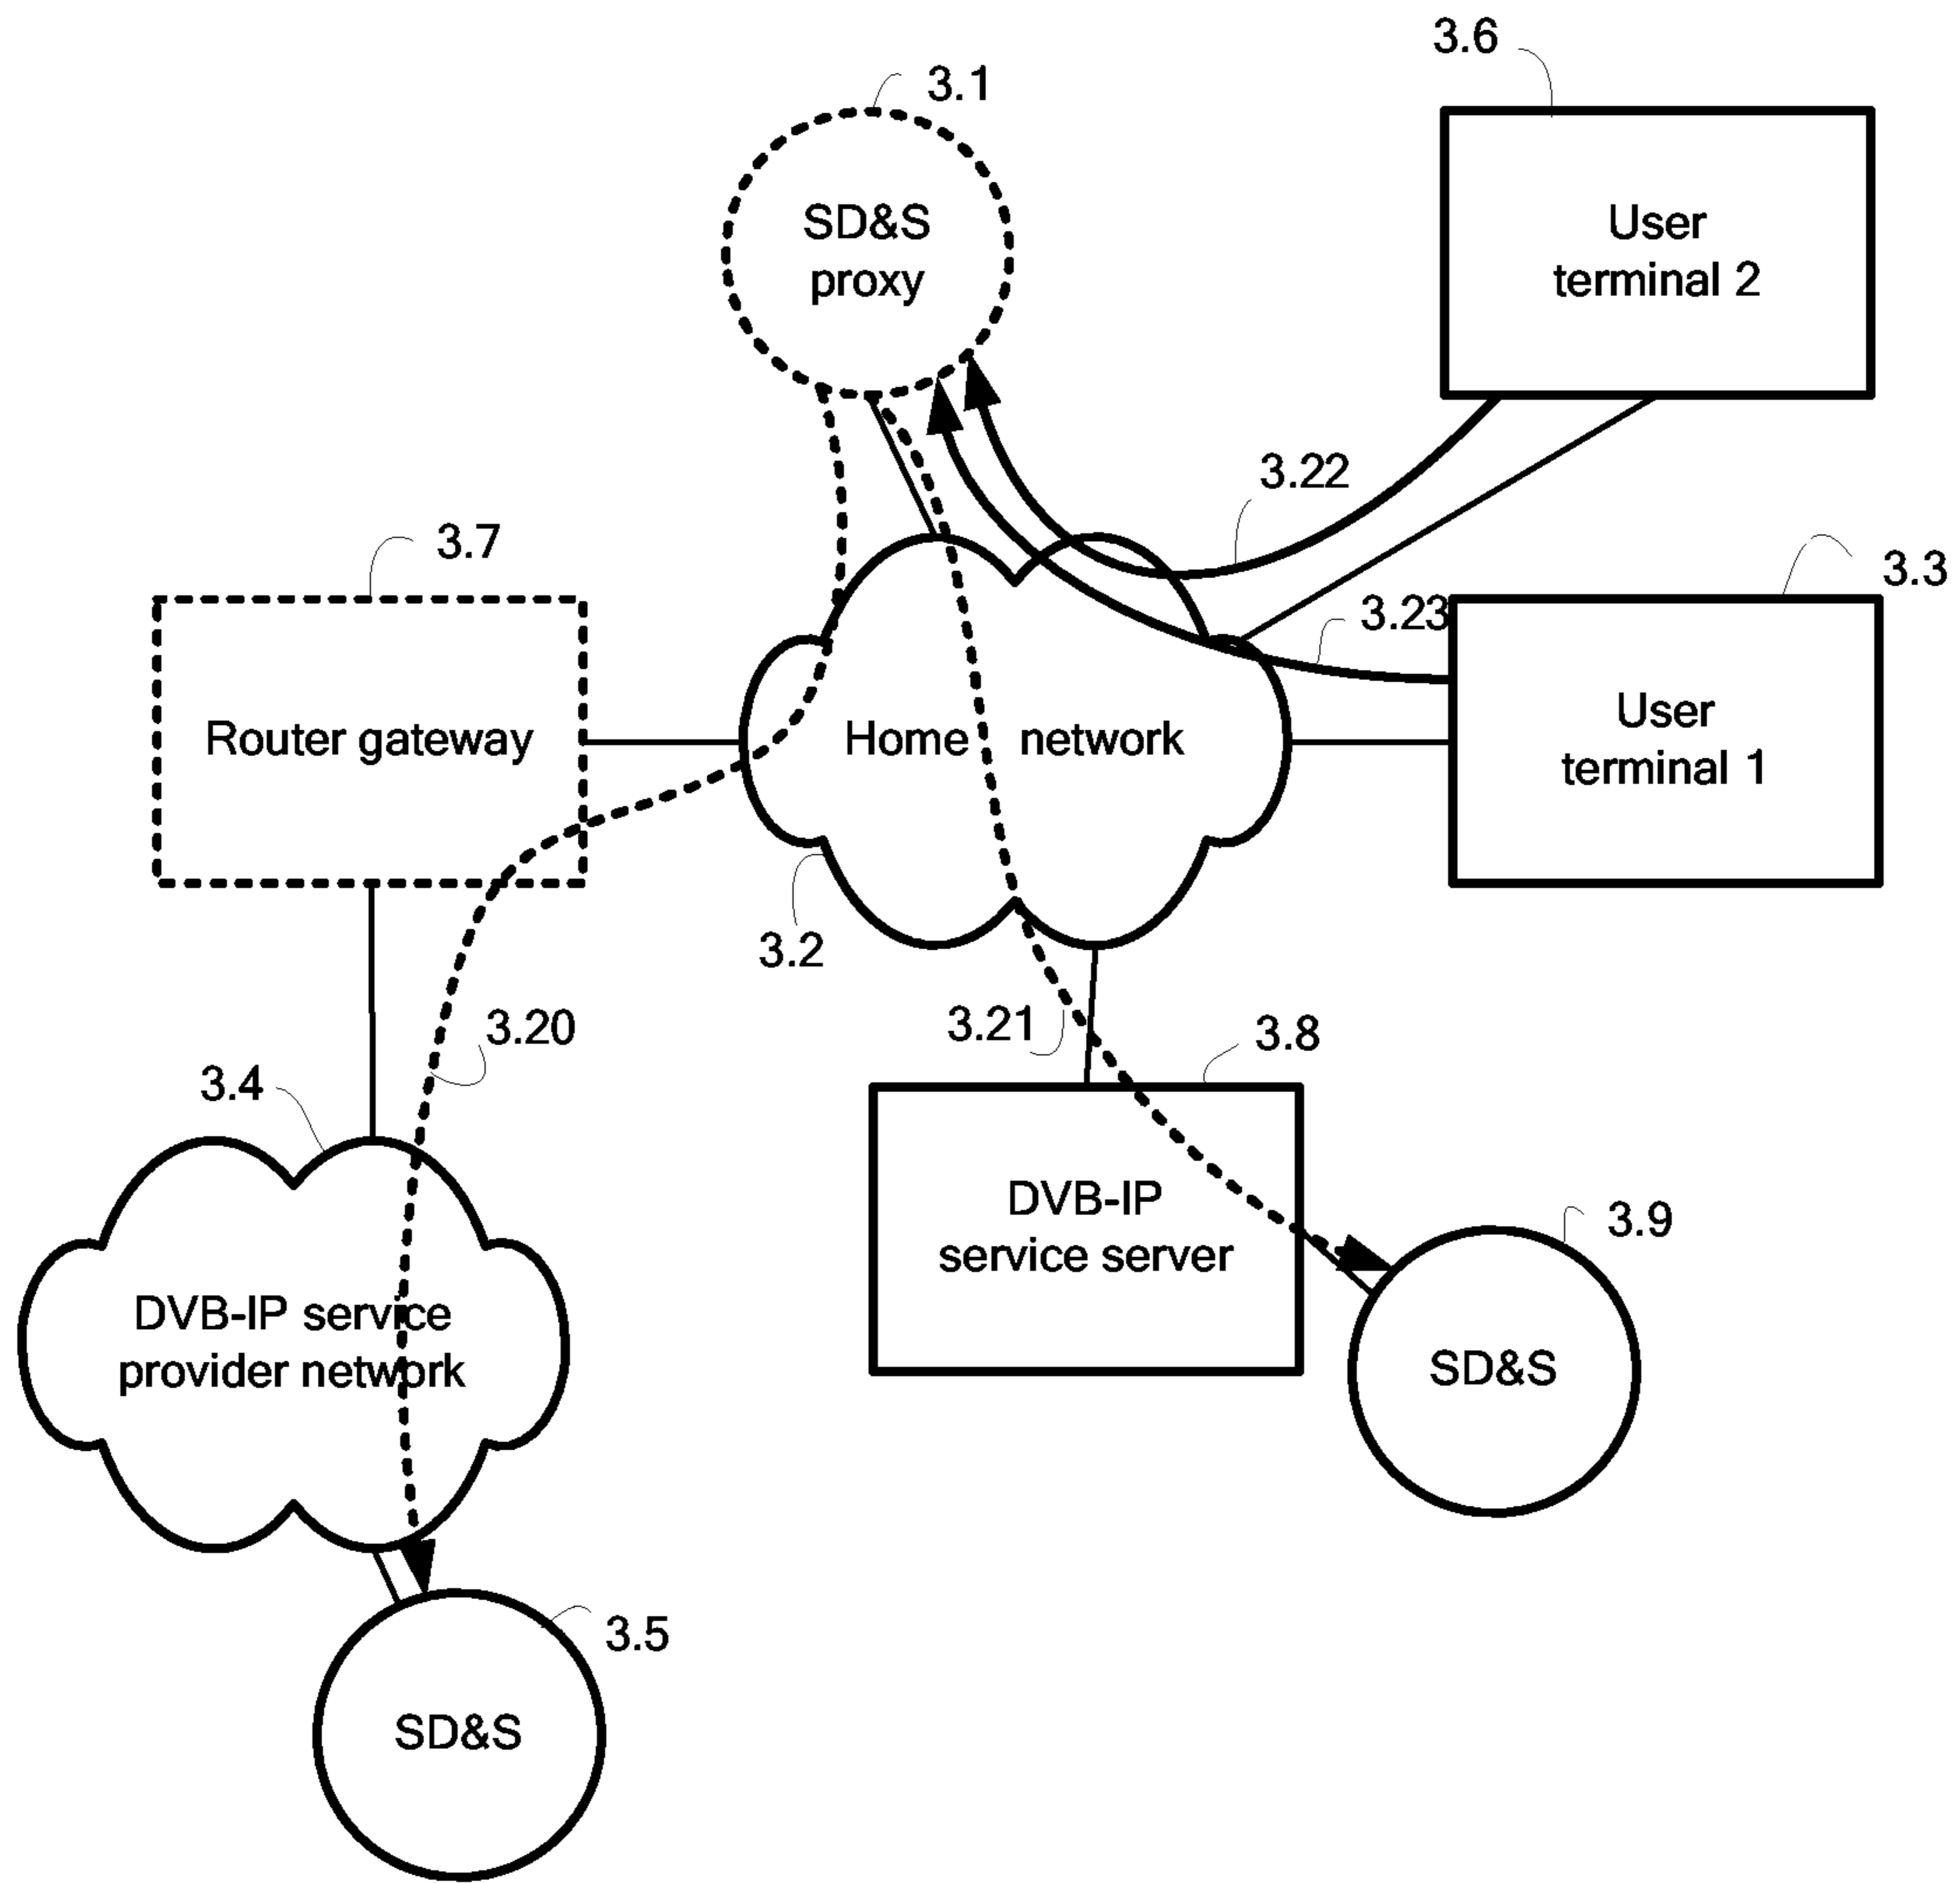 3.6
3.1
SD&S
proxy
User
terminal 2
3.22
3.7
3.3
3.23
Router gateway
Home network
User
terminal 1
3.2
3.20
3.21
3.8
3.4
DVB-IP
service server
3.9
DVB-IP service
provider network
SD&S
3.5
SD&S